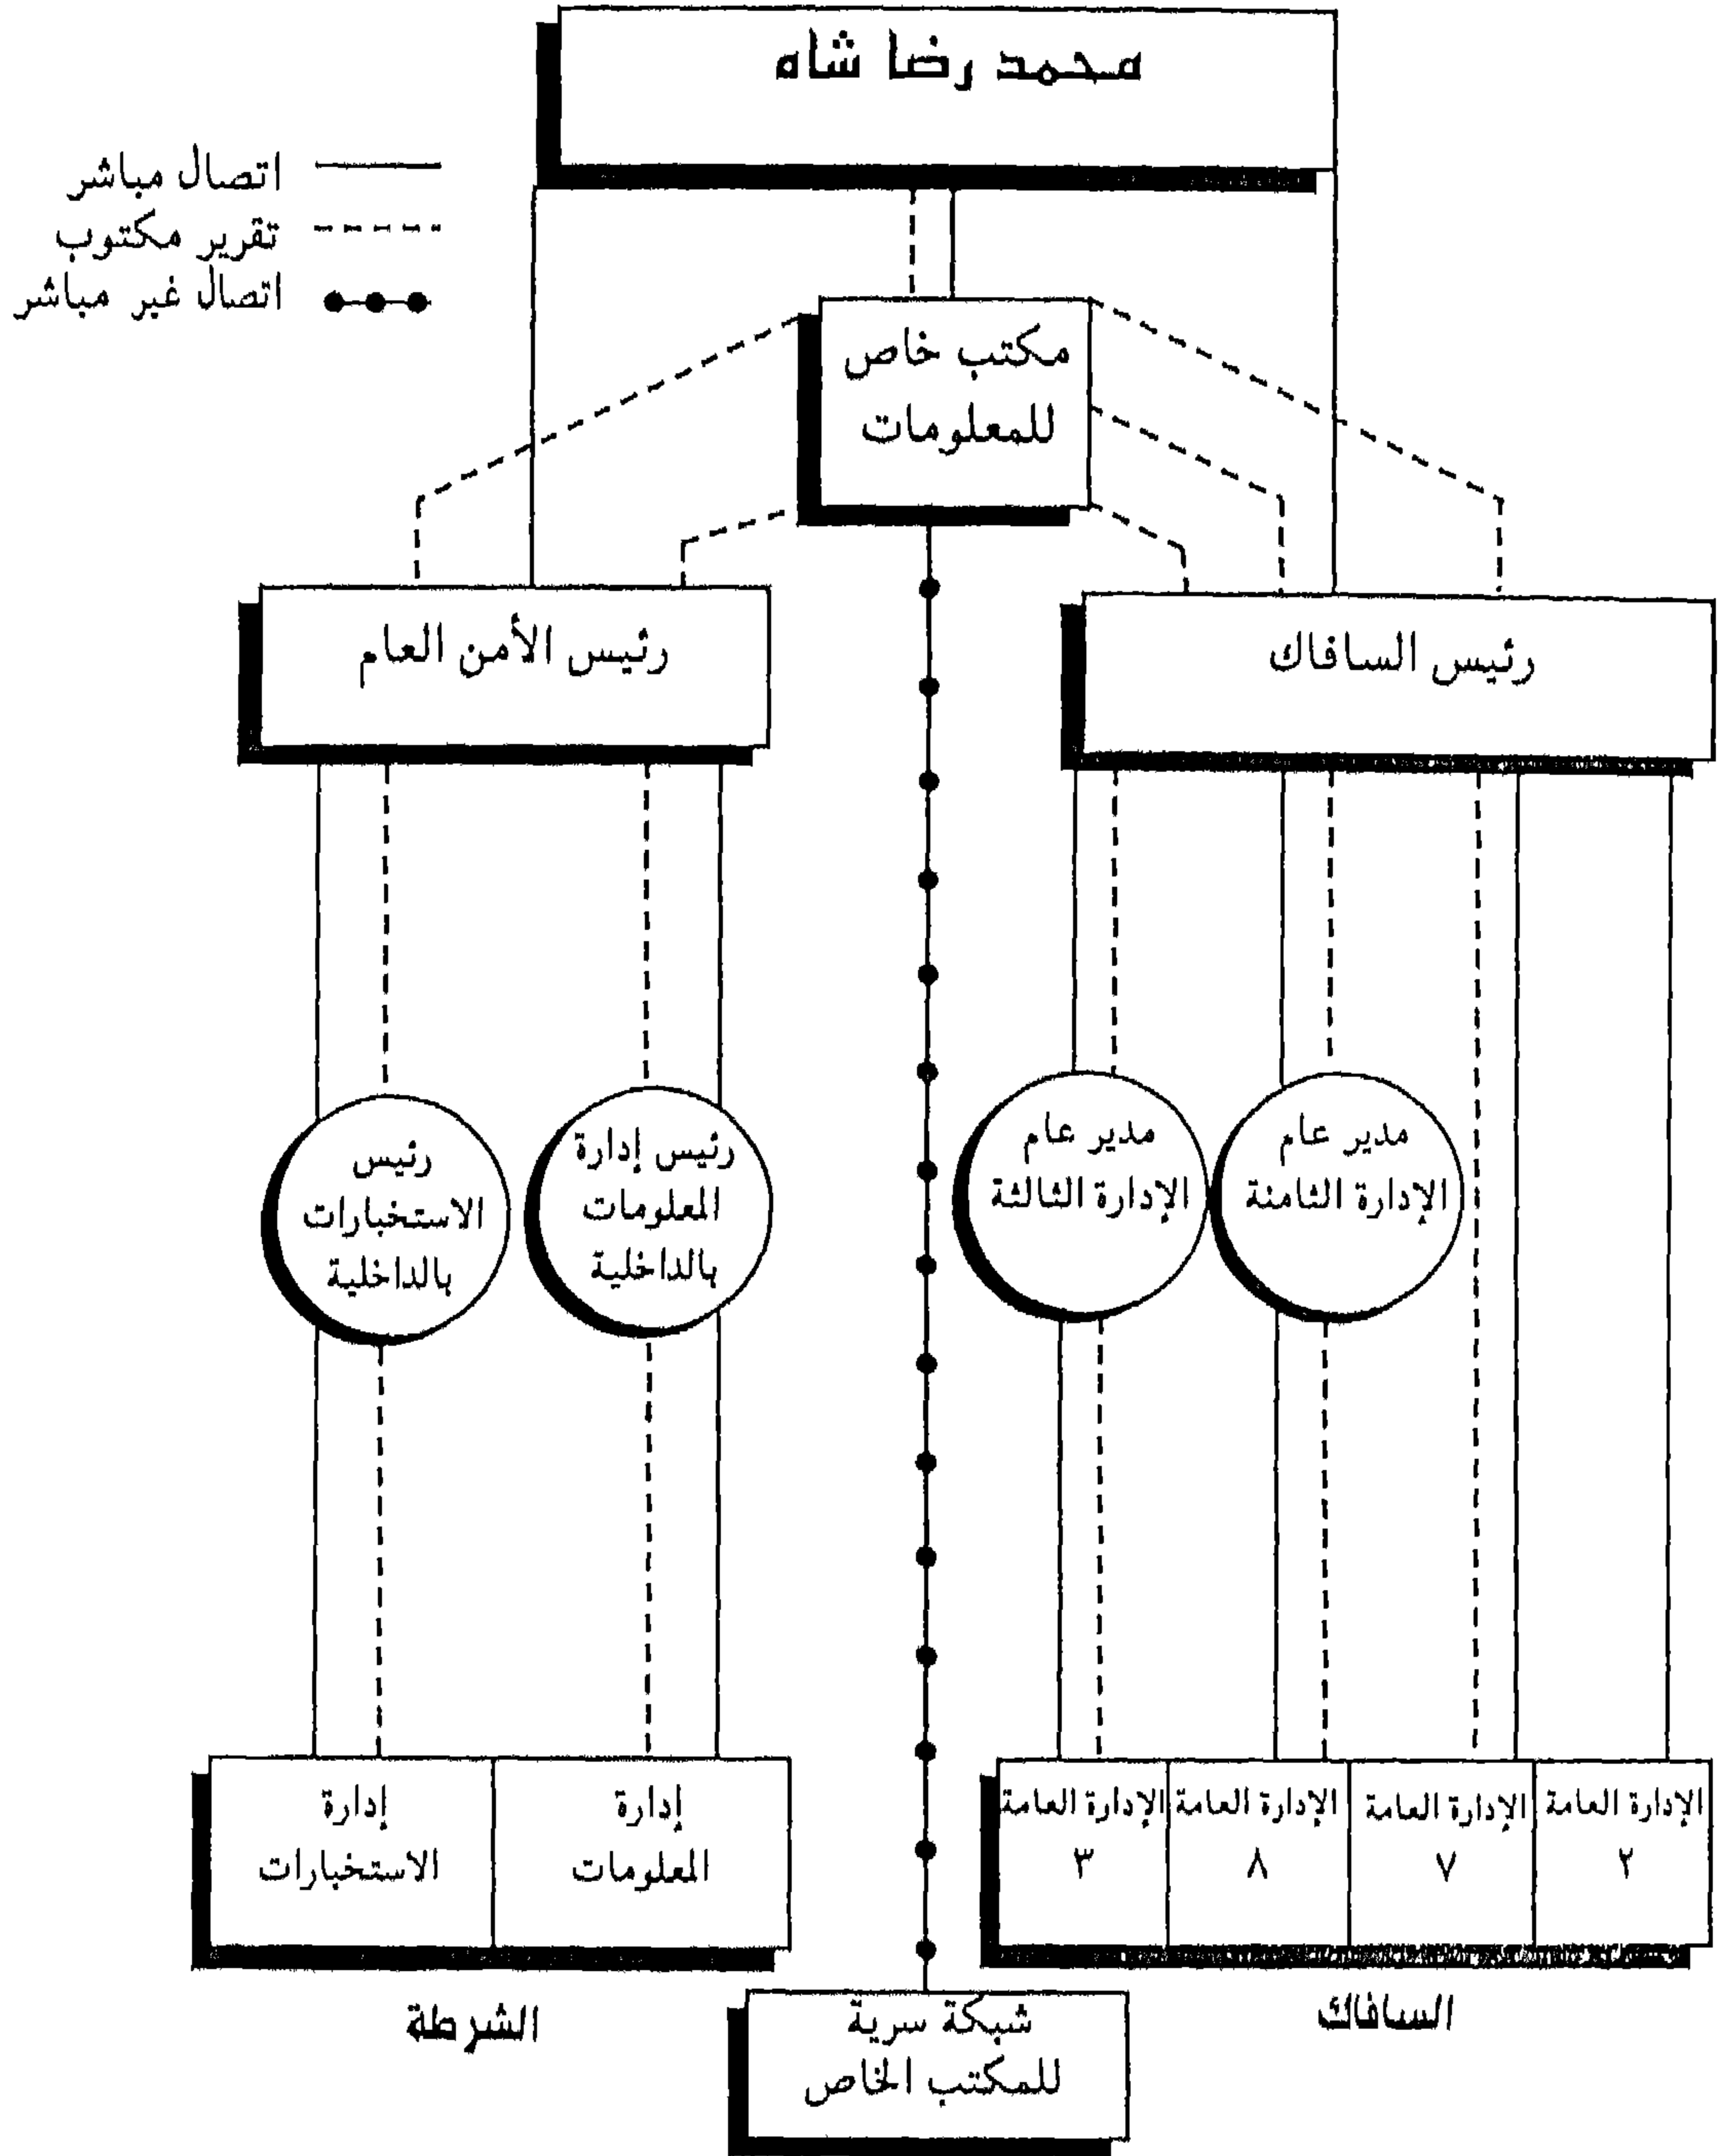 محمد رضا شاه
اتصال مباشر
تقرير مكتوب
اتصال غير مباشر
مكتب خاص
للمعلومات
رئيس السافاك
رئيس الأمن العام
مدير عام
الإدارة الثامنة
مدير عام
الإدارة الثالثة
رئيس إدارة
المعلومات
بالداخلية
رئيس
الاستخبارات
بالداخلية
الإدارة العامة
٢
الإدارة العامة
٧
الإدارة العامة
٨
الإدارة العامة
٣
إدارة
المعلومات
إدارة
الاستخبارات
السافاك
الشرطة
شبكة سرية
للمكتب الخاص